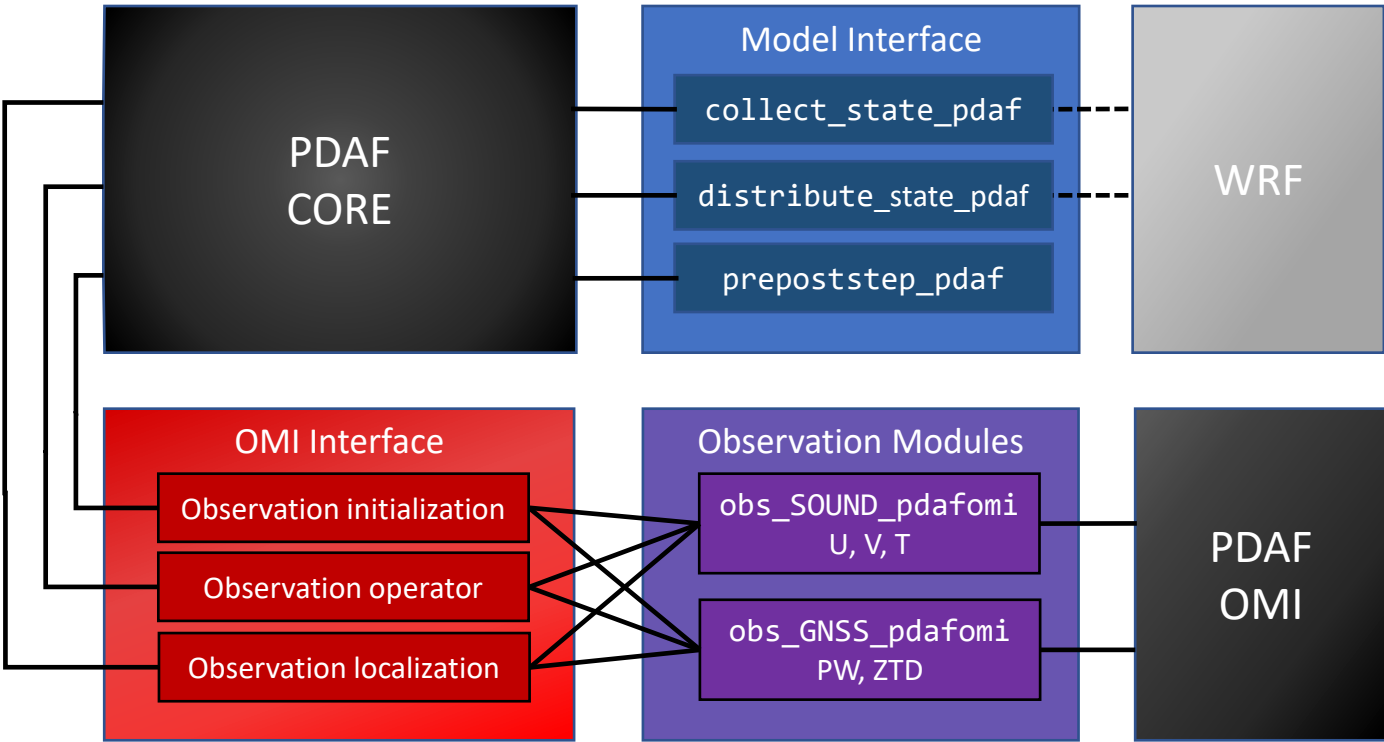 PDAF
CORE
Model Interface
collect_state_pdaf
distribute_state_pdaf
prepoststep_pdaf
WRF
OMI Interface
Observation initialization
Observation operator
Observation localization
Observation Modules
obs_SOUND_pdafomi
U, V, T
obs_GNSS_pdafomi
PW, ZTD
PDAF
OMI